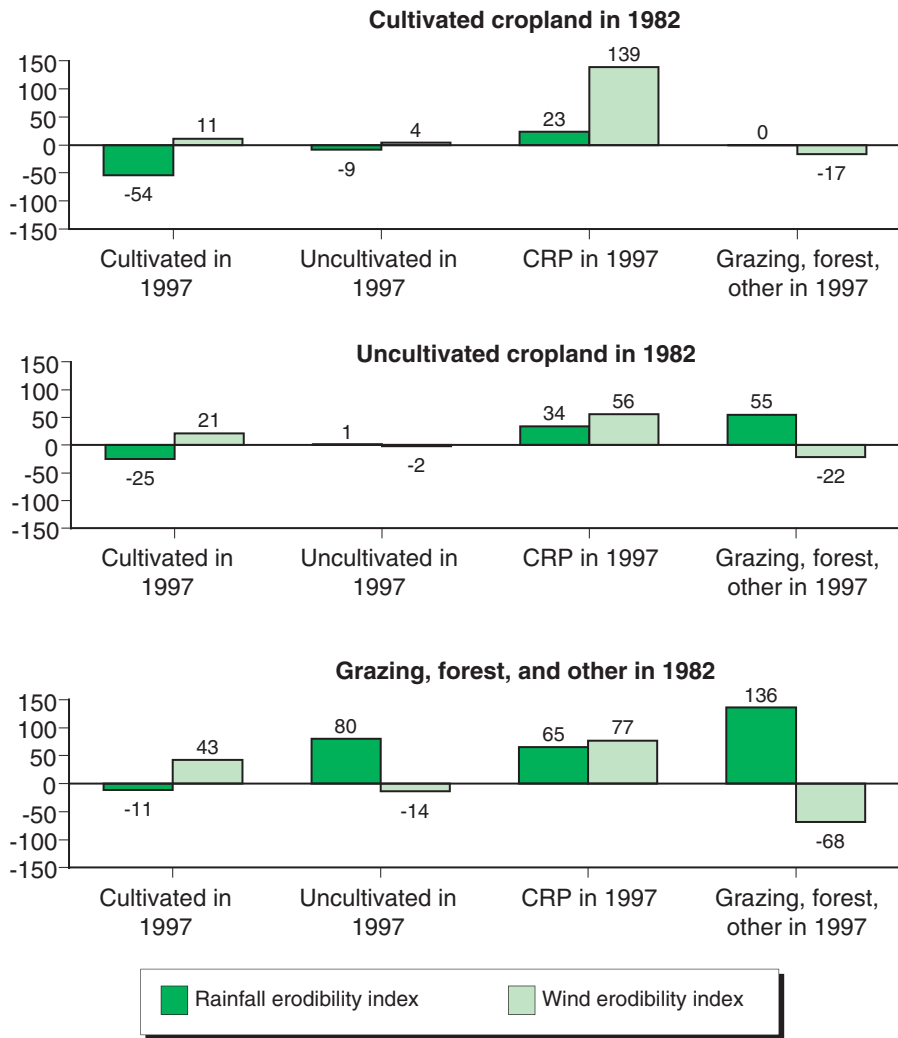 Cultivated cropland in 1982
150
100
50
0
-50
-100
-150
-54
11
-9
4
23
139
0
-17
Cultivated in
1997
Uncultivated in
1997
CRP in 1997
Grazing, forest,
other in 1997
Uncultivated cropland in 1982
150
100
50
0
-50
-100
-150
-25
21
1
-2
34
56
55
-22
Cultivated in
1997
Uncultivated in
1997
CRP in 1997
Grazing, forest,
other in 1997
Grazing, forest, and other in 1982
150
100
50
0
-50
-100
-150
-11
43
80
-14
65
77
136
-68
Cultivated in
1997
Uncultivated in
1997
CRP in 1997
Grazing, forest,
other in 1997
Rainfall erodibility index
Wind erodibility index